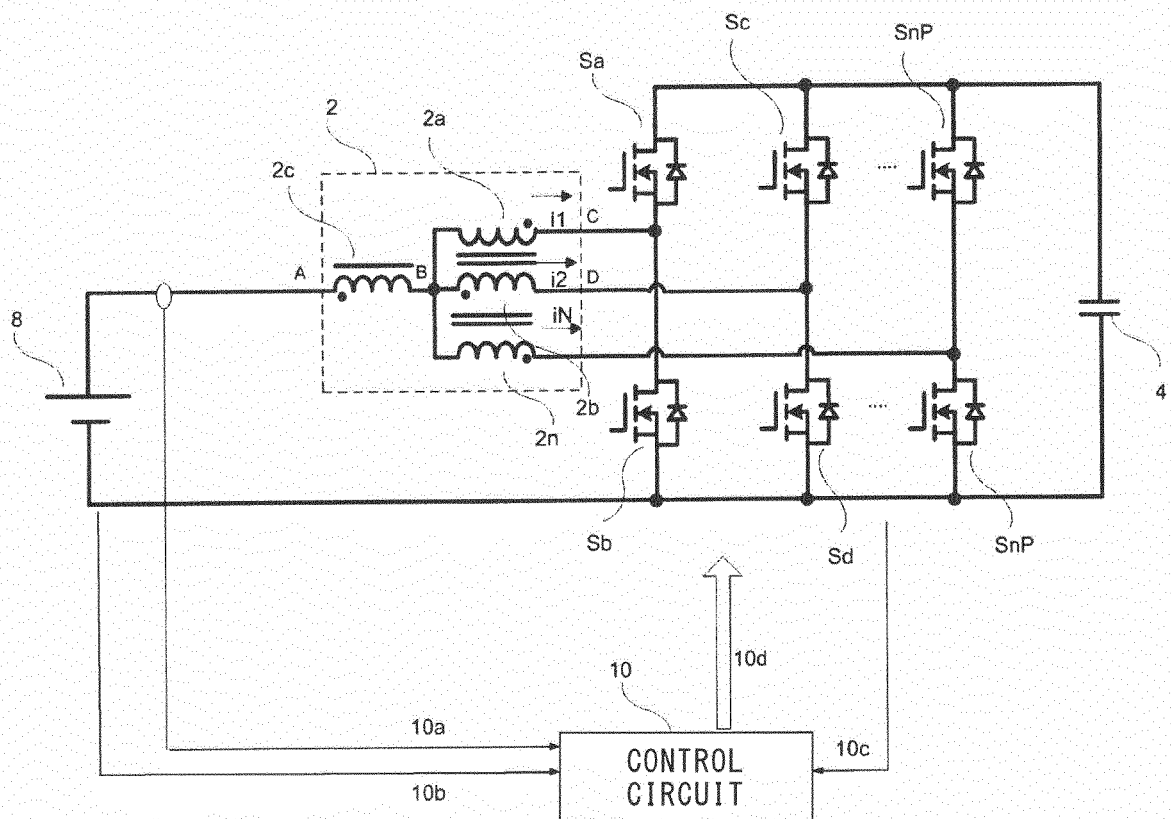 Sc
SnP
Sa
2
2a
2c
i1
C
A
B
i2
D
iN
8
2b
2n
4
Sb
Sd
SnP
10
10d
10a
10c
10b
CONTROL
CIRCUIT